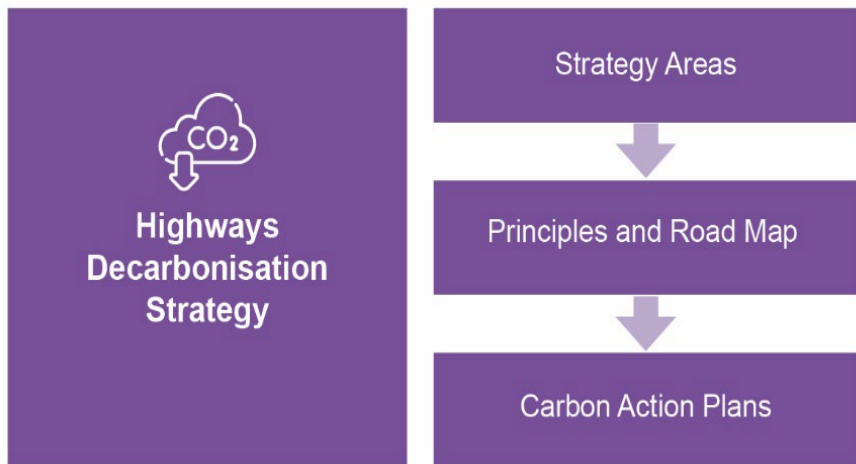 CO₂
Highways
Decarbonisation
Strategy
Strategy Areas
Principles and Road Map
Carbon Action Plans